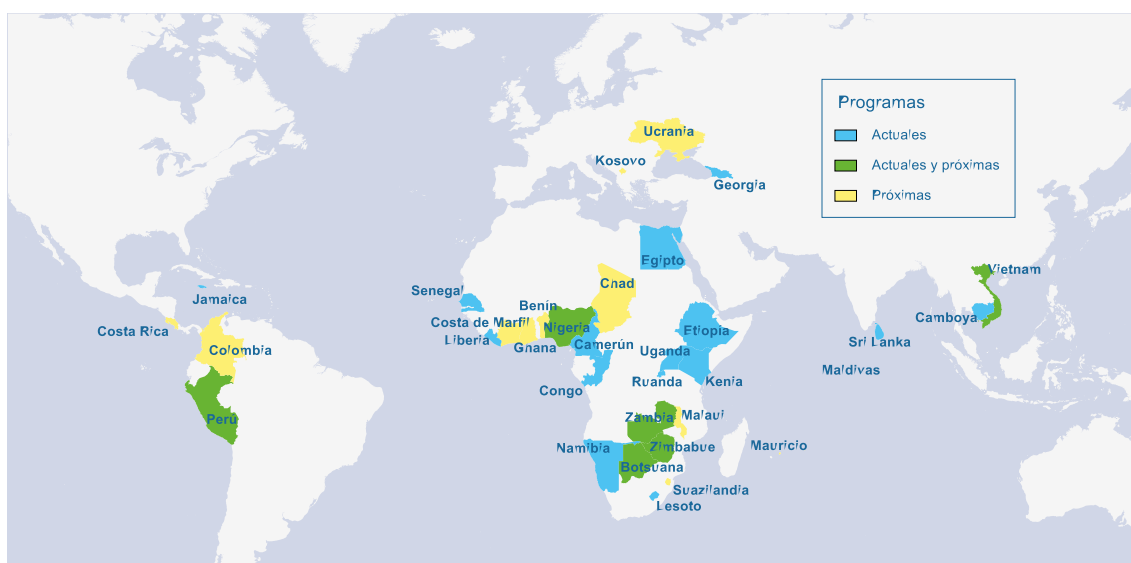 Programas
Actuales
Actuales y próximas
Próximas
Ucrania
Kosovo
Georgia
Egipto
Vietnam
Chad
Senegal
Jamaica
Benín
Camboya
Costa de Marfil
Nigeria
Costa Rica
Etiopia
Liberia
Sri Lanka
Ghana
Camerún
Colombia
Uganda
Maldivas
Ruanda
Kenia
Congo
Perú
Zambia
Malaui
Namibia
Zimbabue
Mauricio
Botsuana
Suazilandia
Lesoto